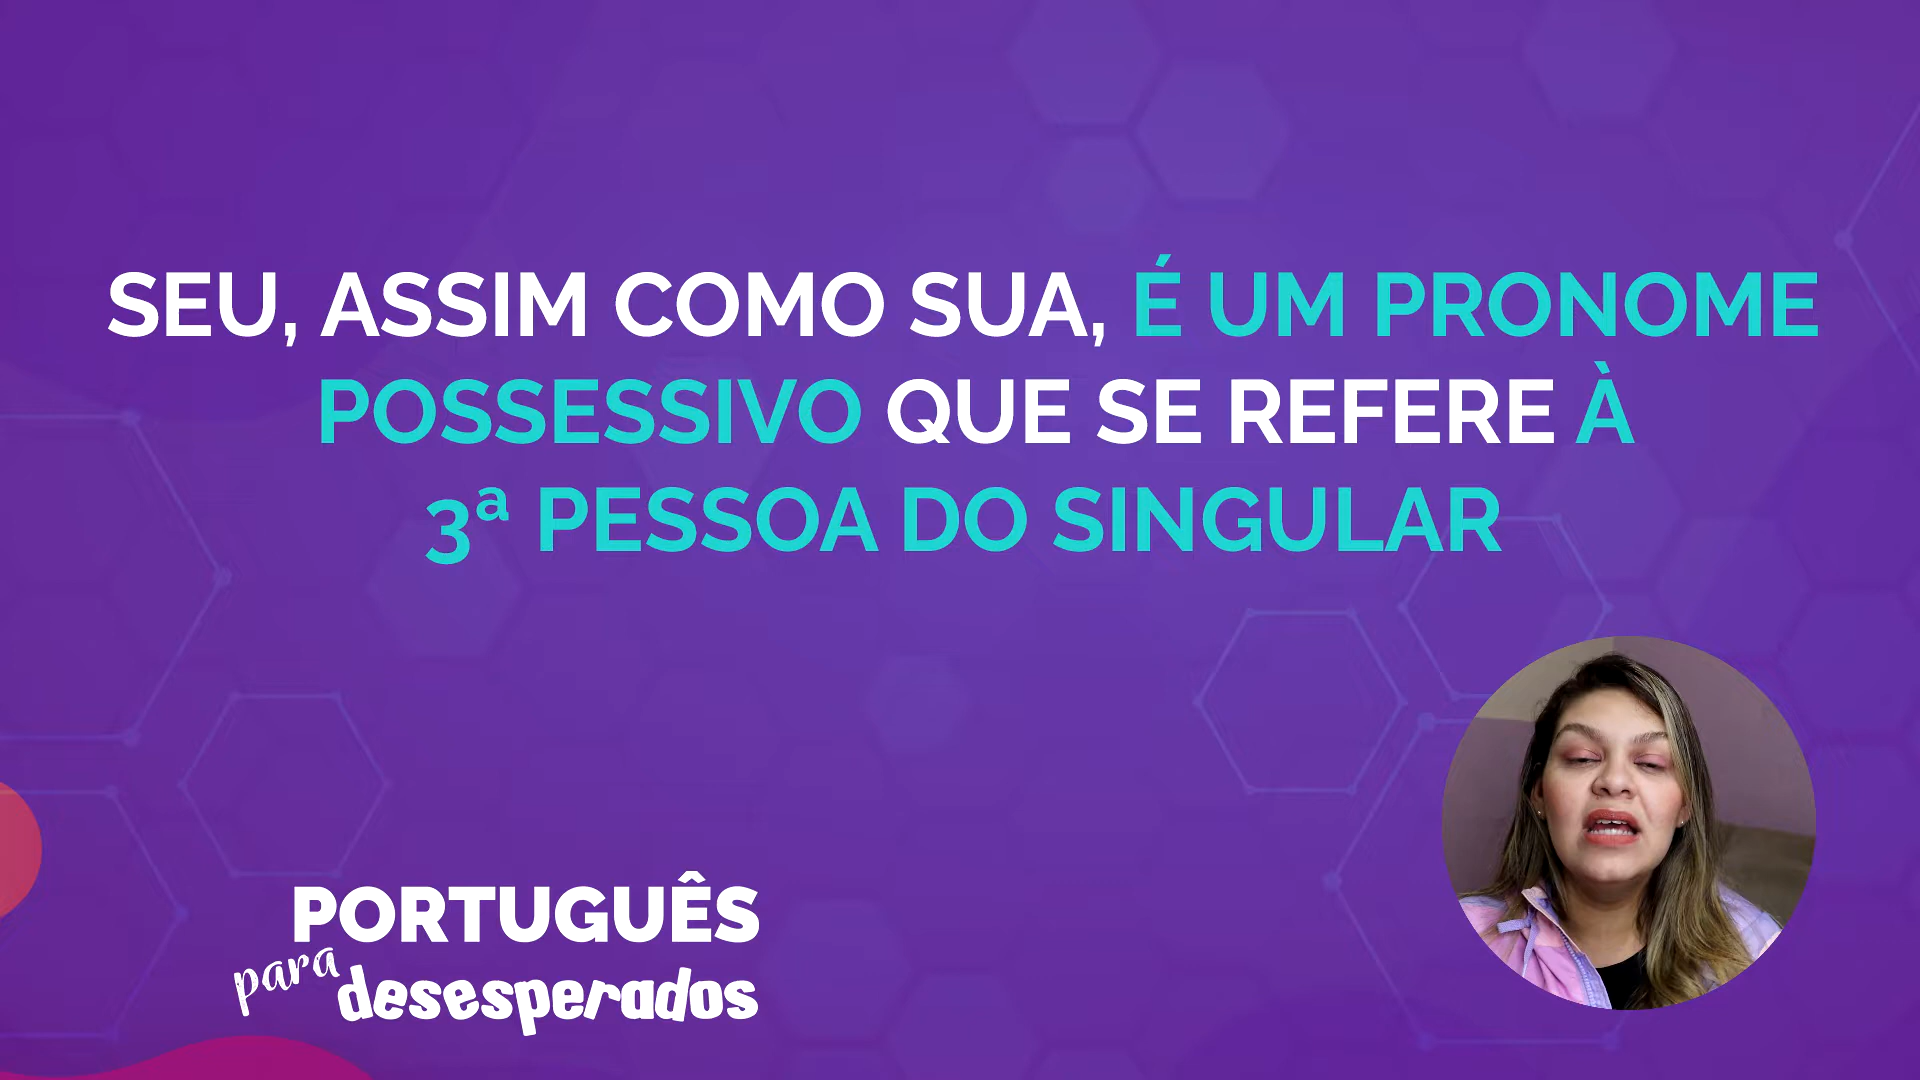 SEU, ASSIM COMO SUA, É UM PRONOME
POSSESSIVO QUE SE REFERE À
3ª PESSOA DO SINGULAR
PORTUGUÊS
para desesperados